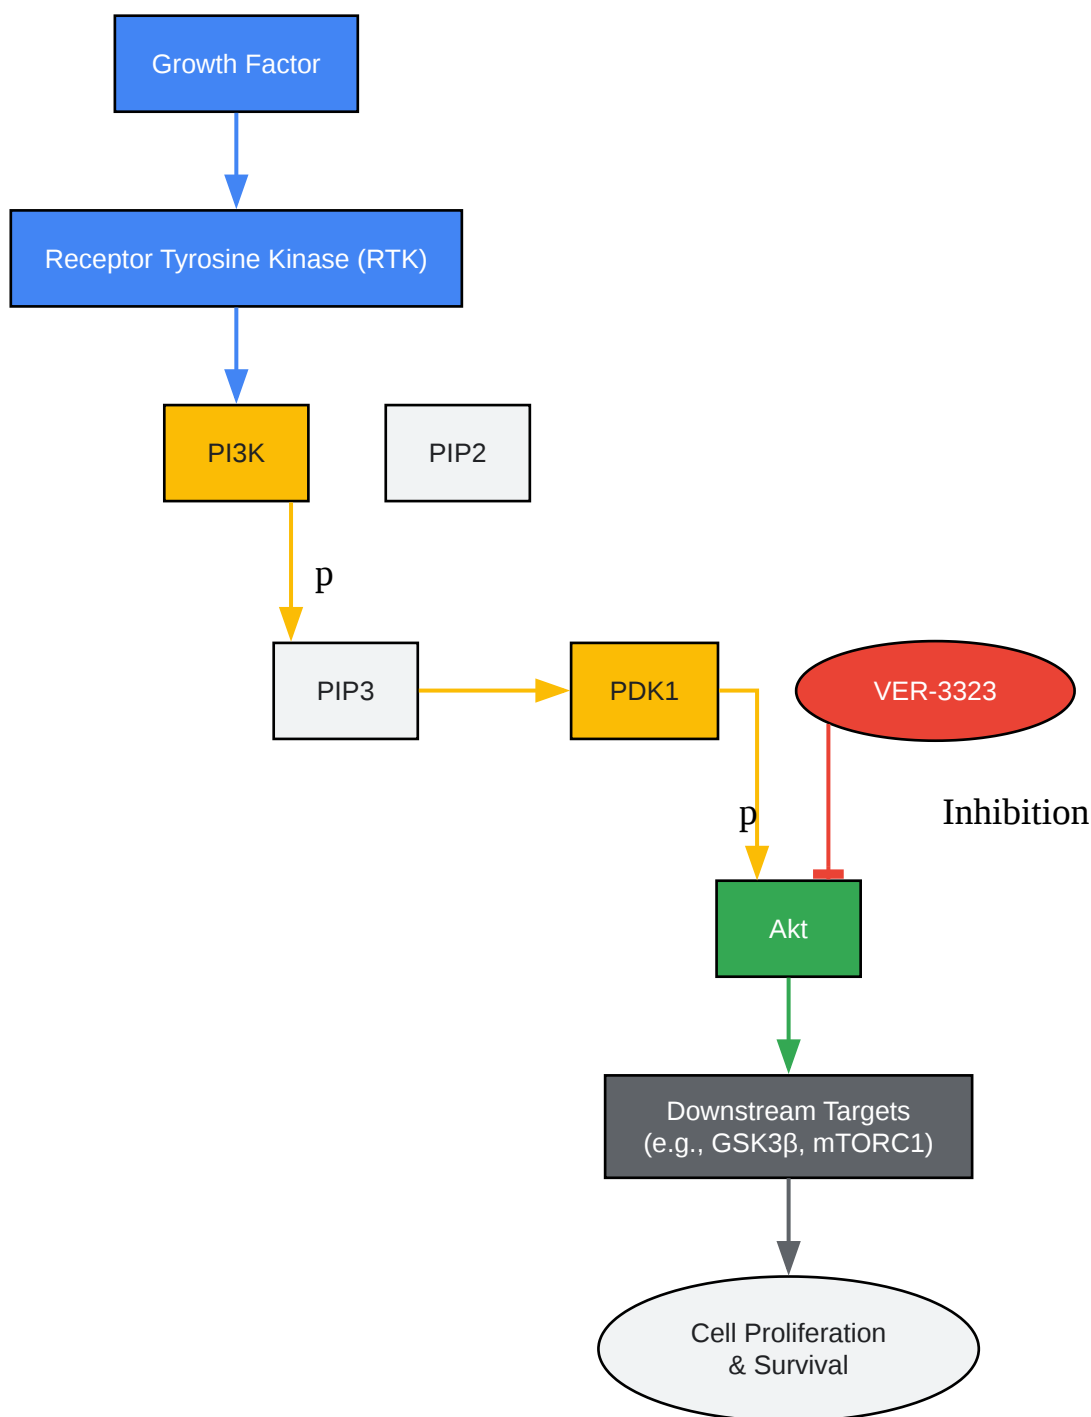 Growth Factor
Receptor Tyrosine Kinase (RTK)
PI3K
PIP2
p
PIP3
PDK1
VER-3323
p
Inhibition
Akt
Downstream Targets
(e.g., GSK3β, mTORC1)
Cell Proliferation
& Survival